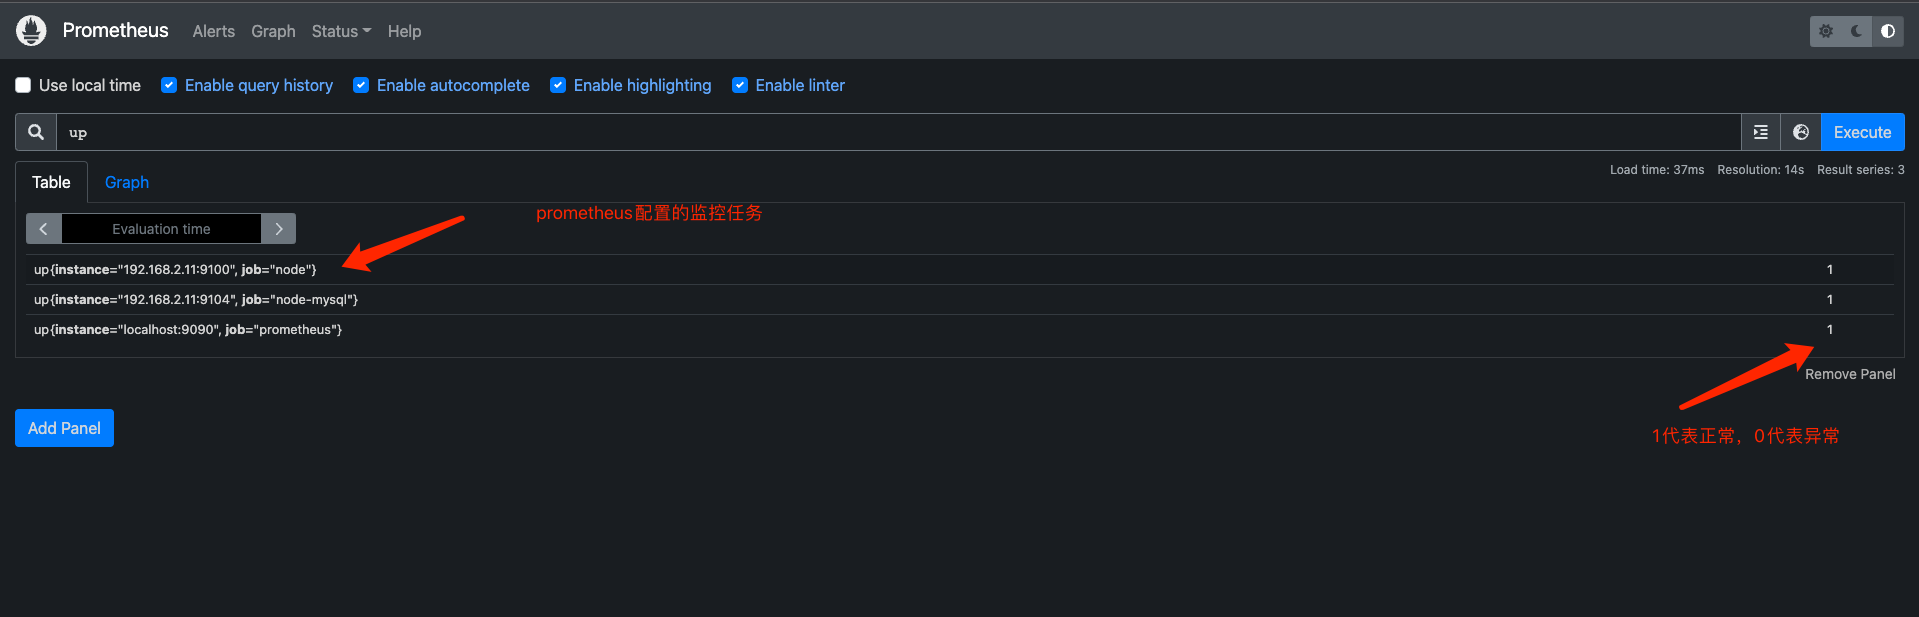 Prometheus Alerts Graph Status Help
Use local time Enable query history Enable autocomplete Enable highlighting Enable linter
up Execute
Table Graph Load time: 37ms Resolution: 14s Result series: 3
prometheus配置的监控任务
Evaluation time
up{instance="192.168.2.11:9100", job="node"} 1
up{instance="192.168.2.11:9104", job="node-mysql"} 1
up{instance="localhost:9090", job="prometheus"} 1
Remove Panel
Add Panel
1代表正常，0代表异常